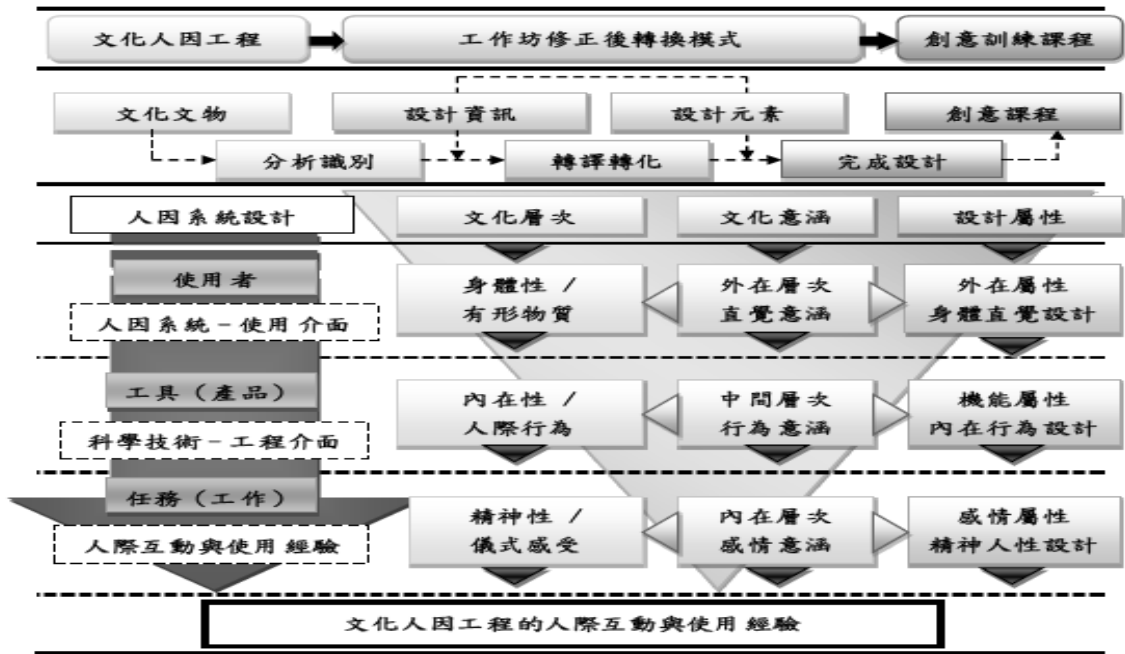 文化人因工程
工作坊修正後轉換模式
創意訓練課程
文化文物
設計資訊
設計元素
創意課程
分析識別
轉譯轉化
完成設計
人因系統設計
文化層次
文化意涵
設計屬性
使用者
人因系統－使用介面
身體性 /
有形物質
外在層次
直覺意涵
外在屬性
身體直覺設計
工具（產品）
科學技術－工程介面
內在性 /
人際行為
中間層次
行為意涵
機能屬性
內在行為設計
任務（工作）
人際互動與使用經驗
精神性 /
儀式感受
內在層次
感情意涵
感情屬性
精神人性設計
文化人因工程的人際互動與使用經驗